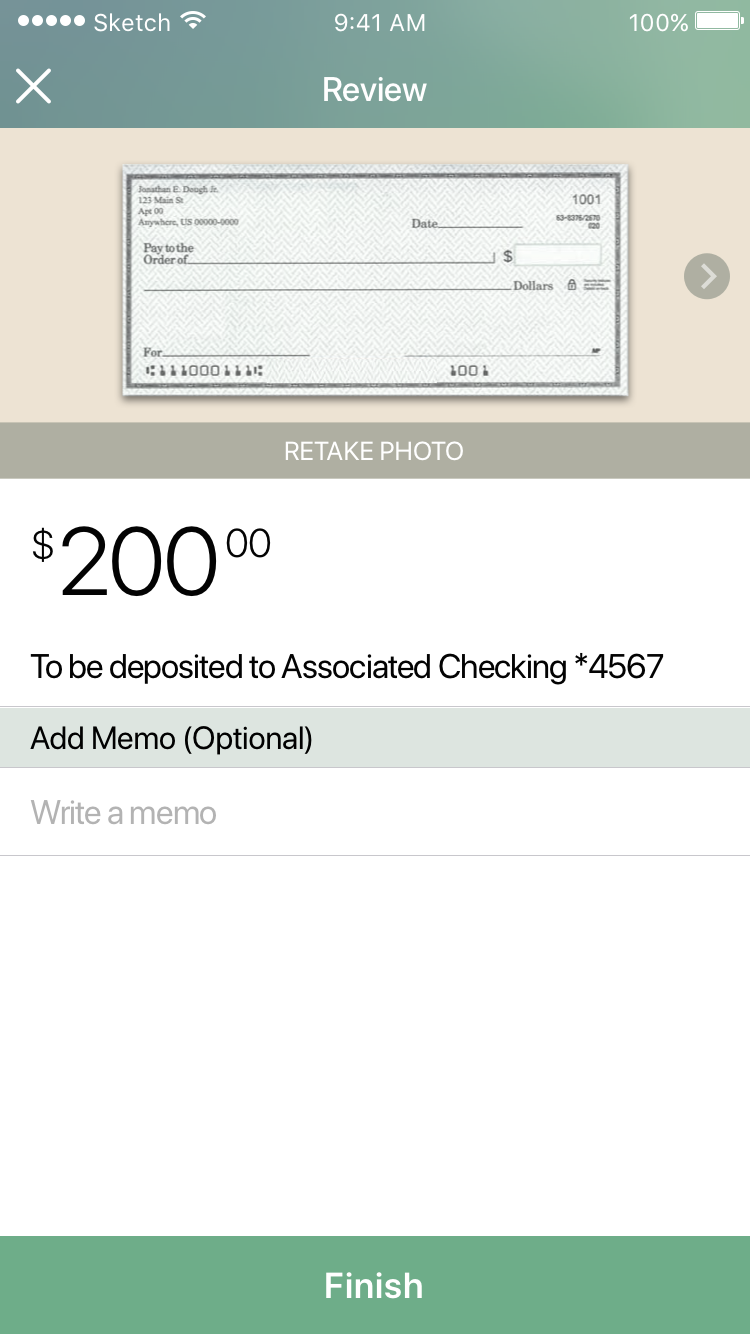 Sketch 9:41 AM 100%
Review
Jonathan E. Dough Jr.
123 Main St
Apt 00
Anywhere, US 00000-0000
1001
63-8376/2570
020
Date
Pay to the
Order of
$
Dollars
For
MP
⑆111000111⑆ 1001
RETAKE PHOTO
$200 00
To be deposited to Associated Checking *4567
Add Memo (Optional)
Write a memo
Finish